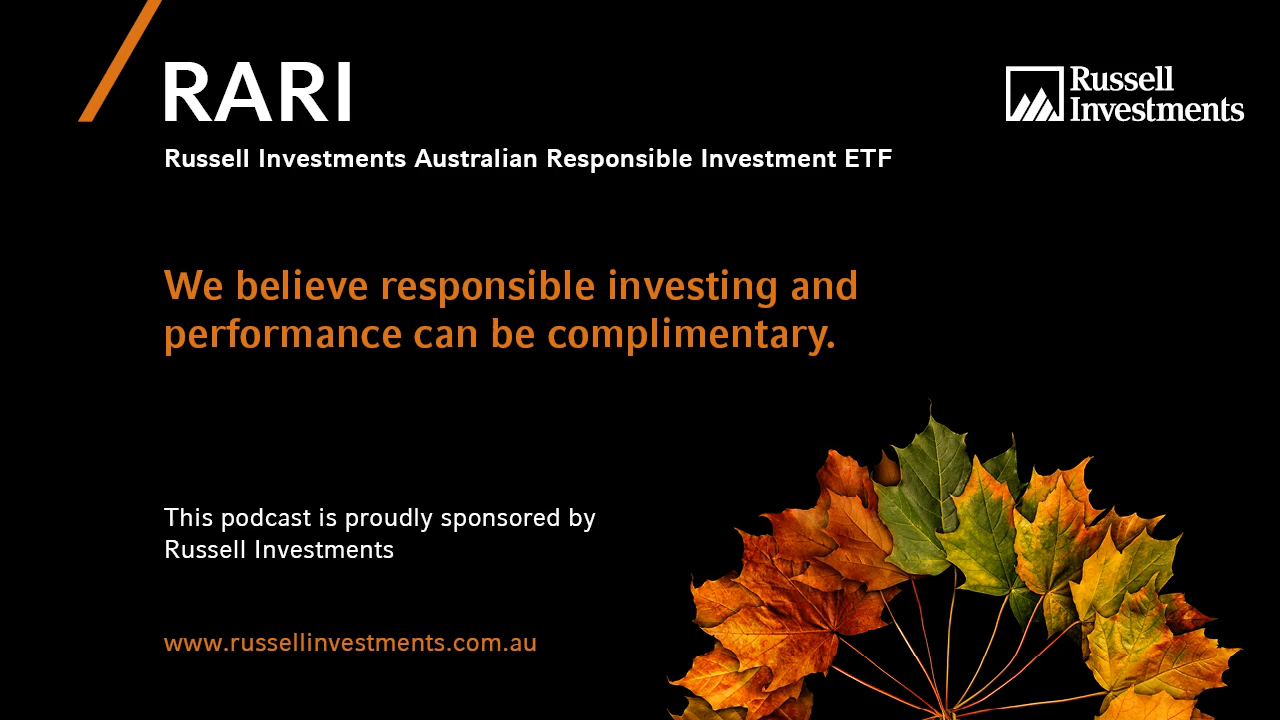 RARI
Russell
Investments
Russell Investments Australian Responsible Investment ETF
We believe responsible investing and
performance can be complimentary.
This podcast is proudly sponsored by
Russell Investments
www.russellinvestments.com.au